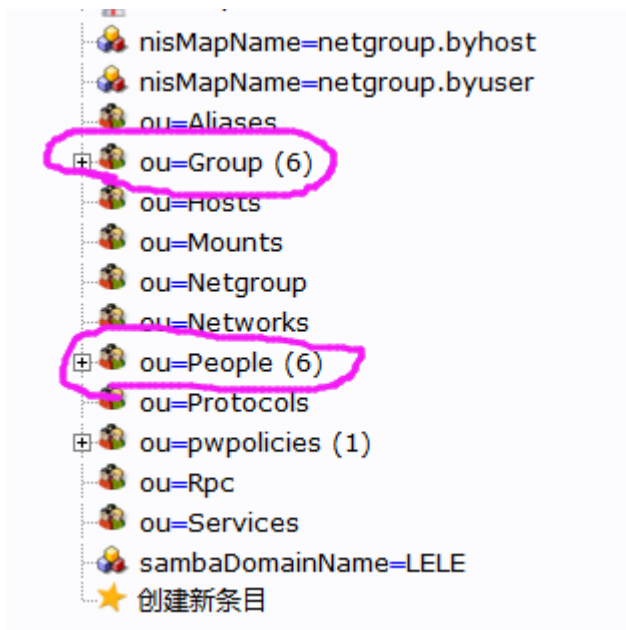 nisMapName=netgroup.byhost
nisMapName=netgroup.byuser
ou=Aliases
ou=Group (6)
ou=Hosts
ou=Mounts
ou=Netgroup
ou=Networks
ou=People (6)
ou=Protocols
ou=pwpolicies (1)
ou=Rpc
ou=Services
sambaDomainName=LELE
创建新条目